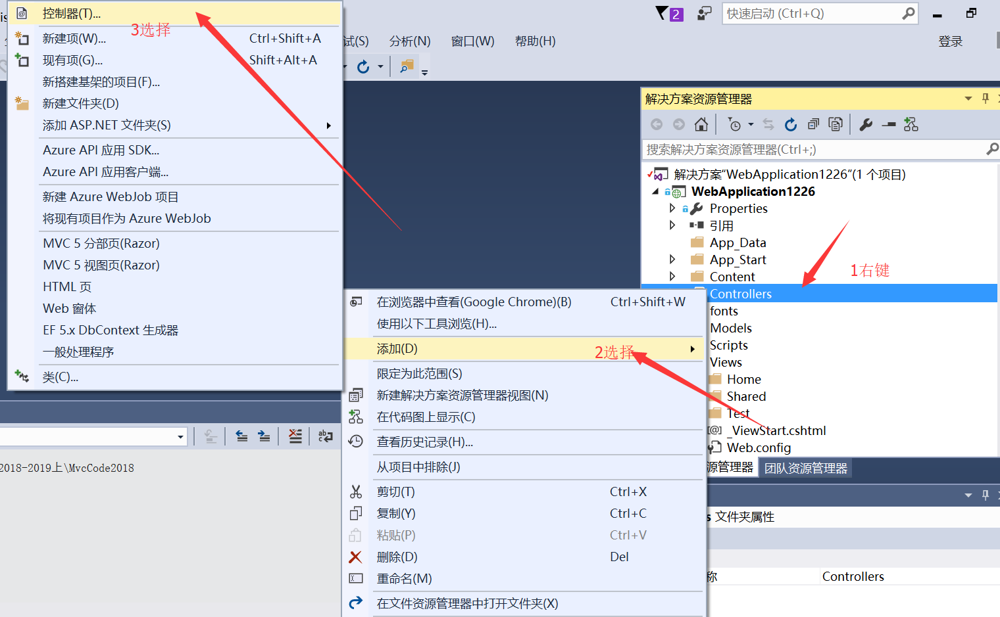 控制器(T)...
3选择
新建项(W)... Ctrl+Shift+A
现有项(G)... Shift+Alt+A
新搭建基架的项目(F)...
新建文件夹(D)
添加 ASP.NET 文件夹(S)
Azure API 应用 SDK...
Azure API 应用客户端...
新建 Azure WebJob 项目
将现有项目作为 Azure WebJob
MVC 5 分部页(Razor)
MVC 5 视图页(Razor)
HTML 页
Web 窗体
EF 5.x DbContext 生成器
一般处理程序
类(C)...
2
快速启动 (Ctrl+Q)
试(S) 分析(N) 窗口(W) 帮助(H)
登录
解决方案资源管理器
搜索解决方案资源管理器(Ctrl+;)
解决方案“WebApplication1226”(1 个项目)
WebApplication1226
Properties
引用
App_Data
App_Start
1右键
Content
Controllers
fonts
Models
Scripts
Views
Home
Shared
Test
_ViewStart.cshtml
Web.config
源管理器 团队资源管理器
在浏览器中查看(Google Chrome)(B) Ctrl+Shift+W
使用以下工具浏览(H)...
添加(D)
2选择
限定为此范围(S)
新建解决方案资源管理器视图(N)
在代码图上显示(C)
查看历史记录(H)...
从项目中排除(J)
剪切(T) Ctrl+X
复制(Y) Ctrl+C
粘贴(P) Ctrl+V
删除(D) Del
重命名(M)
在文件资源管理器中打开文件夹(X)
2018-2019上\MvcCode2018
s 文件夹属性
称 Controllers